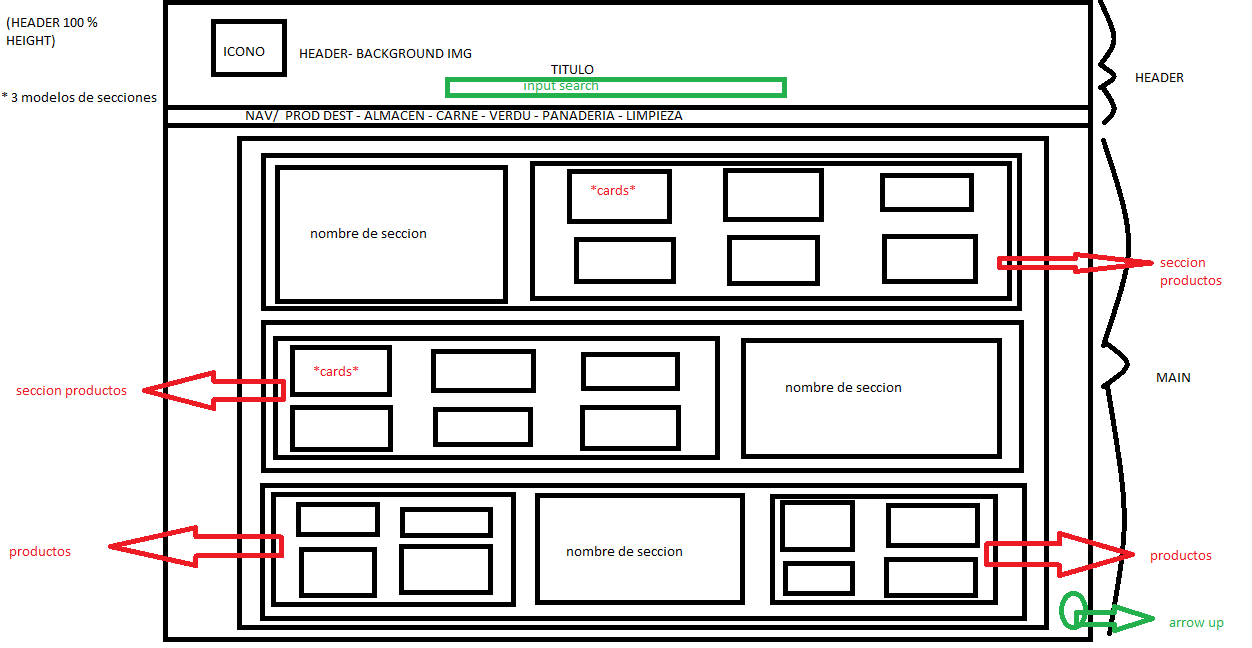 (HEADER 100 %
HEIGHT)
ICONO
HEADER- BACKGROUND IMG
TITULO
input search
HEADER
* 3 modelos de secciones
NAV/ PROD DEST - ALMACEN - CARNE - VERDU - PANADERIA - LIMPIEZA
*cards*
nombre de seccion
seccion
productos
*cards*
MAIN
nombre de seccion
seccion productos
productos
nombre de seccion
productos
arrow up